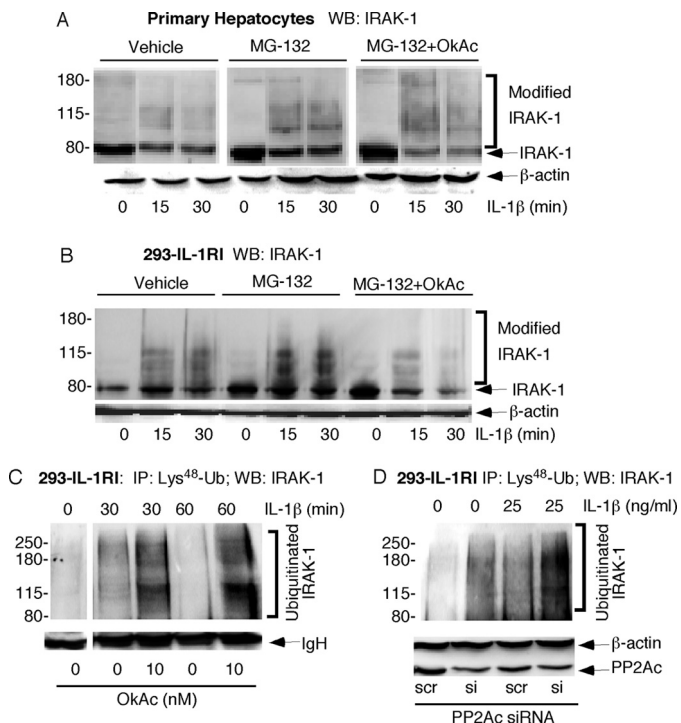 A
Primary Hepatocytes WB: IRAK-1
Vehicle MG-132 MG-132+OkAc
180-
115-
80-
Modified
IRAK-1
IRAK-1
β-actin
0 15 30 0 15 30 0 15 30 IL-1β (min)
B
293-IL-1RI WB: IRAK-1
Vehicle MG-132 MG-132+OkAc
180-
115-
80-
Modified
IRAK-1
IRAK-1
β-actin
0 15 30 0 15 30 0 15 30 IL-1β (min)
C 293-IL-1RI: IP: Lys⁴⁸-Ub; WB: IRAK-1
0 30 30 60 60 IL-1β (min)
250-
180-
115-
80-
Ubiquitinated
IRAK-1
IgH
0 0 10 0 10
OkAc (nM)
D 293-IL-1RI IP: Lys⁴⁸-Ub; WB: IRAK-1
0 0 25 25 IL-1β (ng/ml)
250-
180-
115-
80-
Ubiquitinated
IRAK-1
β-actin
PP2Ac
scr si scr si
PP2Ac siRNA